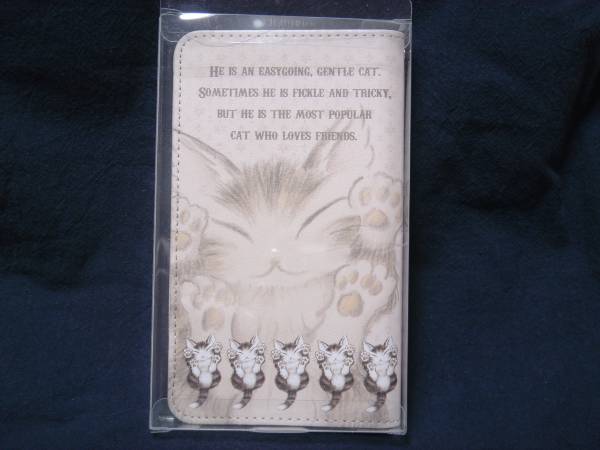 He is an easygoing, gentle cat.
Sometimes he is fickle and tricky,
but he is the most popular
cat who loves friends.